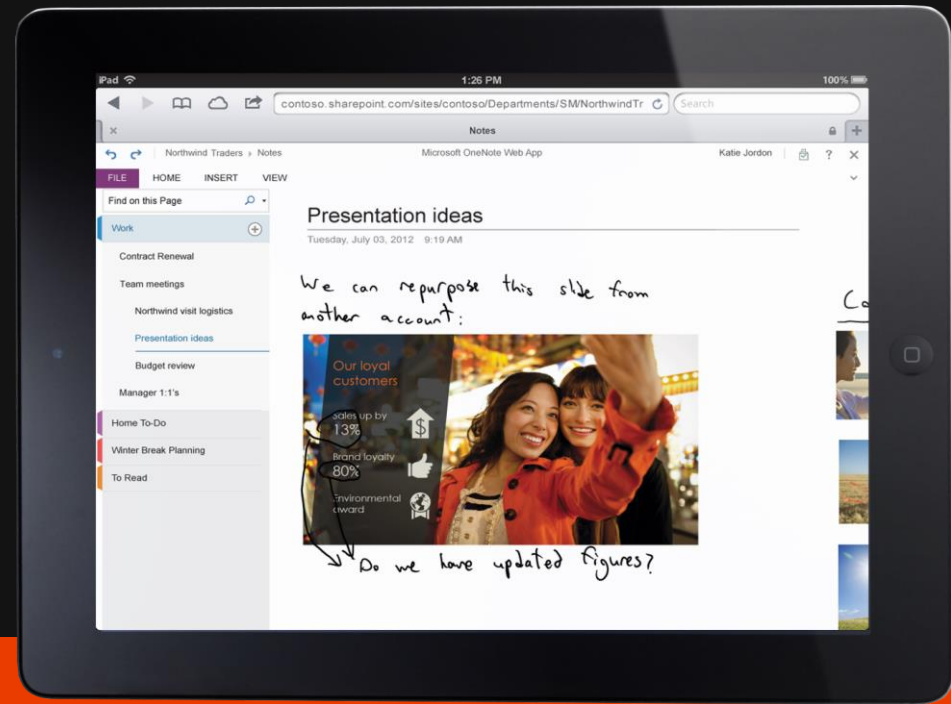 iPad
1:26 PM
100%
contoso.sharepoint.com/sites/contoso/Departments/SM/NorthwindTr
Search
Notes
Northwind Traders › Notes
Microsoft OneNote Web App
Katie Jordon
?
FILE HOME INSERT VIEW
Find on this Page
Work
Contract Renewal
Team meetings
Northwind visit logistics
Presentation ideas
Budget review
Manager 1:1's
Home To-Do
Winter Break Planning
To Read
Presentation ideas
Tuesday, July 03, 2012 9:19 AM
We can repurpose this slide from
another account:
Our loyal
customers
Sales up by
13%
$
Brand loyalty
80%
Environmental
award
Do we have updated figures?